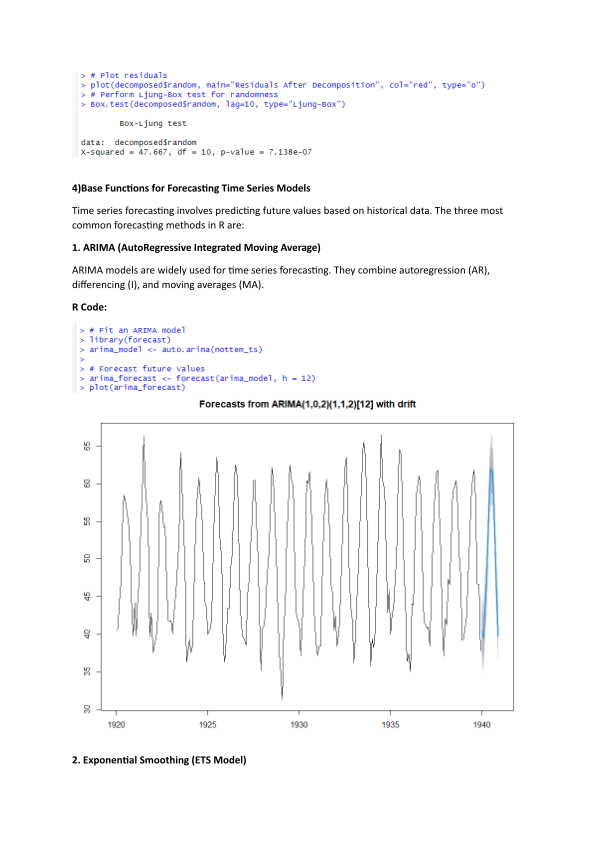 > # Plot residuals
> plot(decomposed$random, main="Residuals After Decomposition", col="red", type="o")
> # Perform Ljung-Box test for randomness
> Box.test(decomposed$random, lag=10, type="Ljung-Box")
Box-Ljung test
data:  decomposed$random
X-squared = 47.667, df = 10, p-value = 7.138e-07
4)Base Functions for Forecasting Time Series Models
Time series forecasting involves predicting future values based on historical data. The three most
common forecasting methods in R are:
1. ARIMA (AutoRegressive Integrated Moving Average)
ARIMA models are widely used for time series forecasting. They combine autoregression (AR),
differencing (I), and moving averages (MA).
R Code:
> # Fit an ARIMA model
> library(forecast)
> arima_model <- auto.arima(nottem_ts)
>
> # Forecast future values
> arima_forecast <- forecast(arima_model, h = 12)
> plot(arima_forecast)
Forecasts from ARIMA(1,0,2)(1,1,2)[12] with drift
65
60
55
50
45
40
35
30
1920 1925 1930 1935 1940
2. Exponential Smoothing (ETS Model)